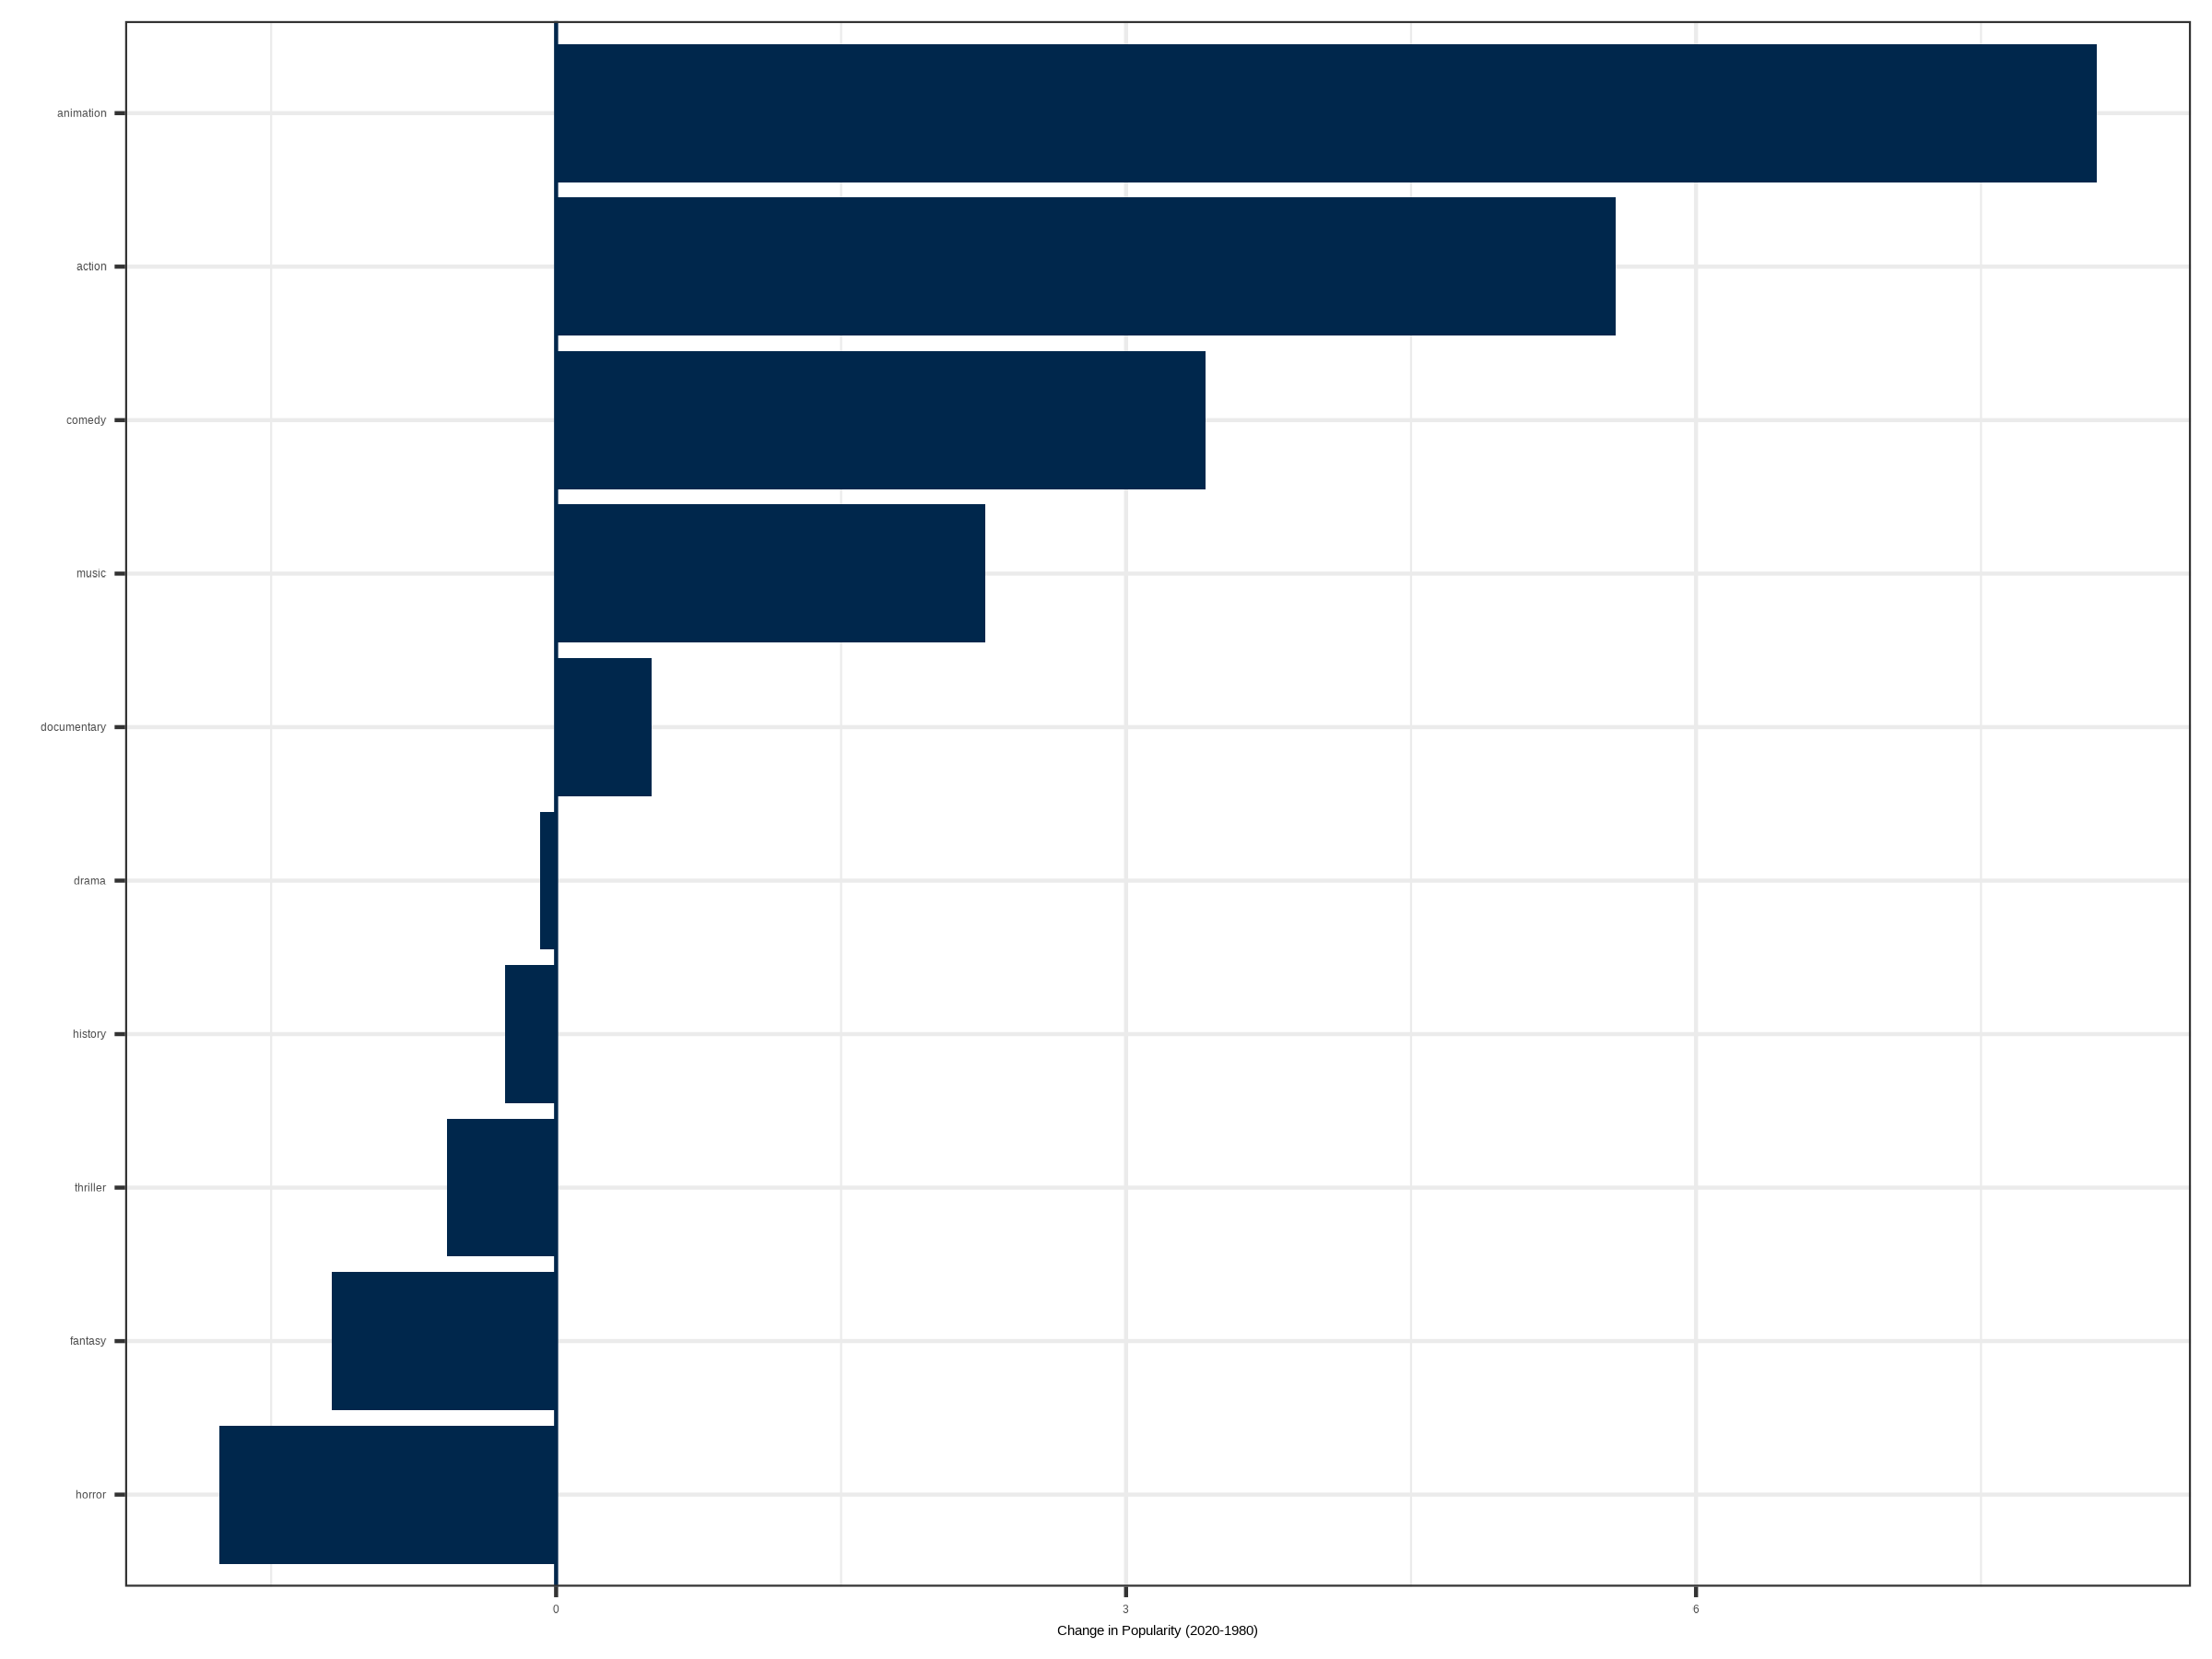 animation
action
comedy
music
documentary
drama
history
thriller
fantasy
horror
0 3 6
Change in Popularity (2020-1980)